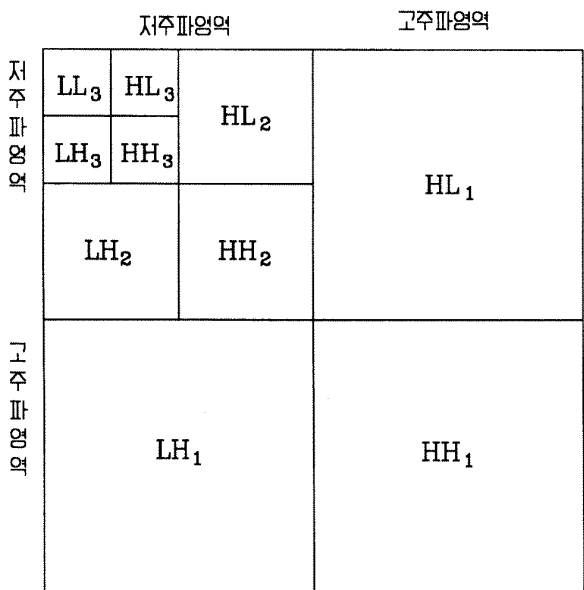 저주파영역 고주파영역
저주파영역
LL₃ HL₃
HL₂
LH₃ HH₃
HL₁
LH₂ HH₂
고주파영역
LH₁ HH₁